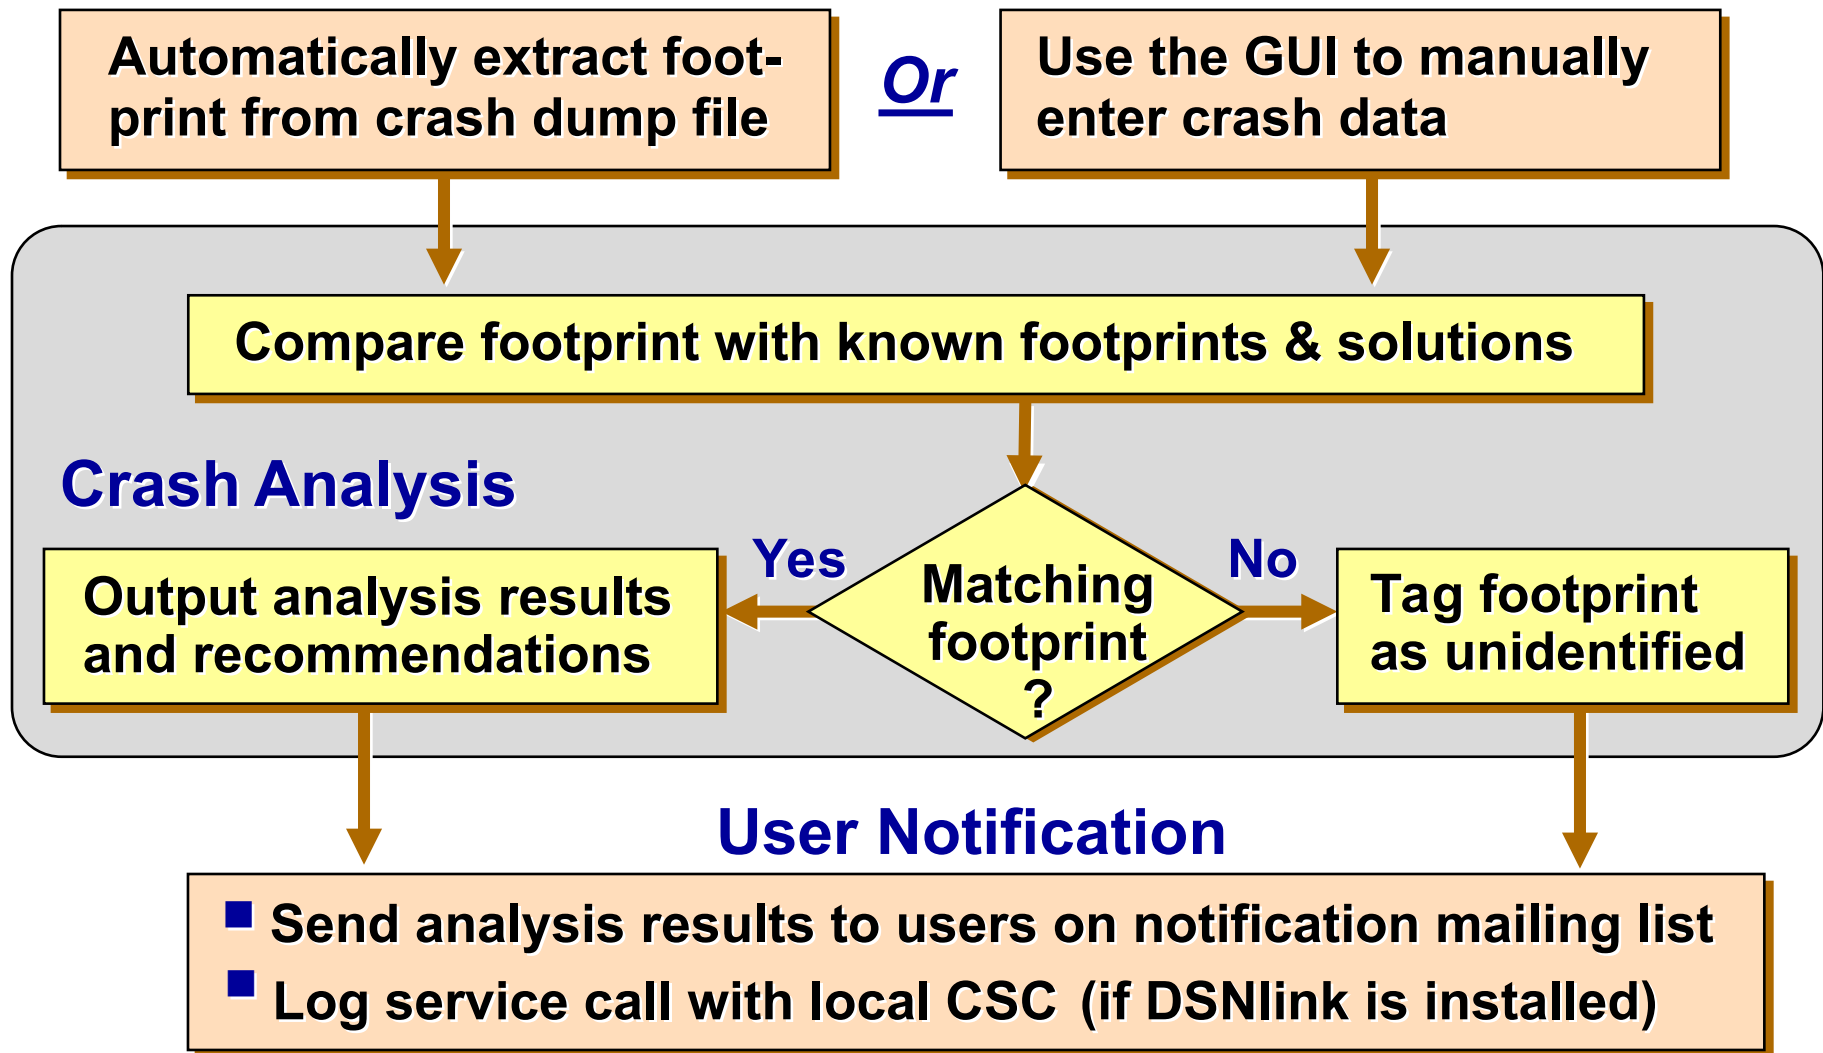 Automatically extract foot-
print from crash dump file
Or
Use the GUI to manually
enter crash data
Compare footprint with known footprints & solutions
Crash Analysis
Yes
No
Output analysis results
and recommendations
Matching
footprint
?
Tag footprint
as unidentified
User Notification
Send analysis results to users on notification mailing list
Log service call with local CSC (if DSNlink is installed)